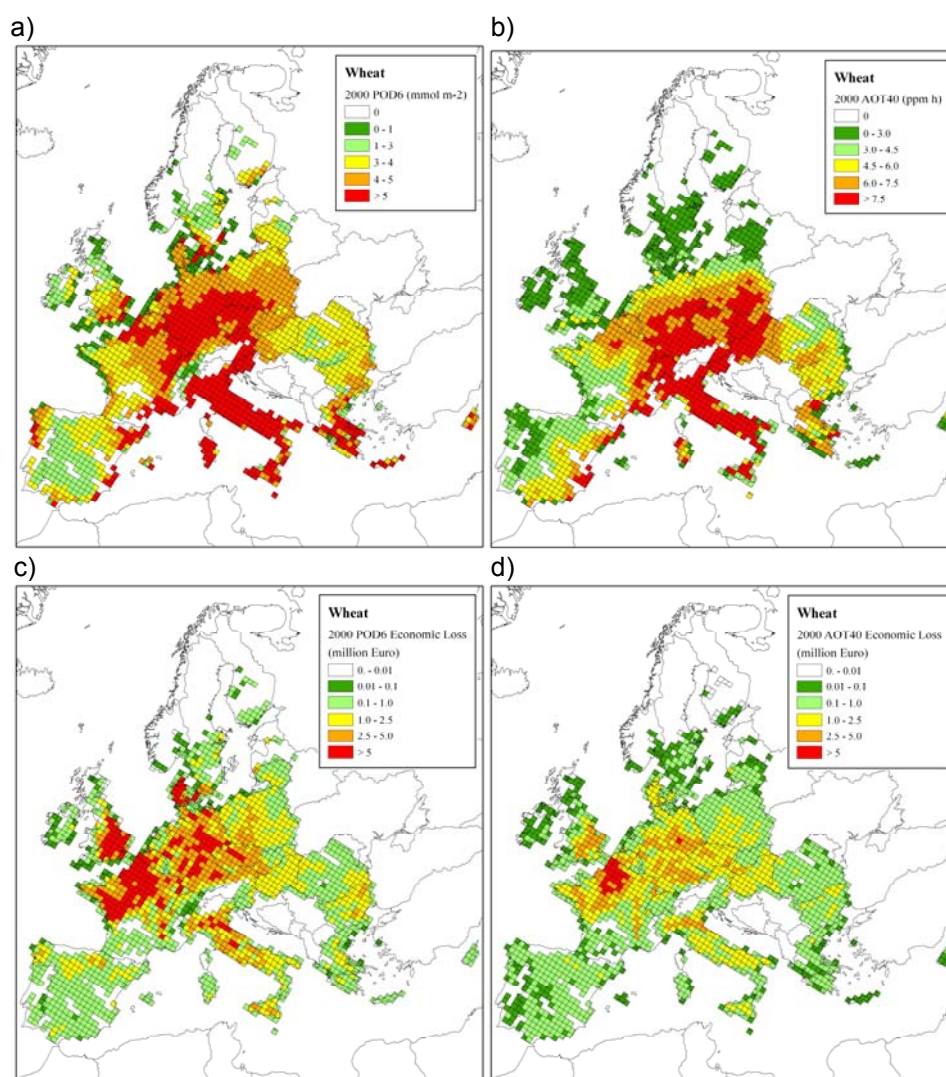 a)
Wheat
2000 POD6 (mmol m-2)
0
0 - 1
1 - 3
3 - 4
4 - 5
> 5
b)
Wheat
2000 AOT40 (ppm h)
0
0 - 3.0
3.0 - 4.5
4.5 - 6.0
6.0 - 7.5
> 7.5
c)
Wheat
2000 POD6 Economic Loss
(million Euro)
0. - 0.01
0.01 - 0.1
0.1 - 1.0
1.0 - 2.5
2.5 - 5.0
> 5
d)
Wheat
2000 AOT40 Economic Loss
(million Euro)
0. - 0.01
0.01 - 0.1
0.1 - 1.0
1.0 - 2.5
2.5 - 5.0
> 5